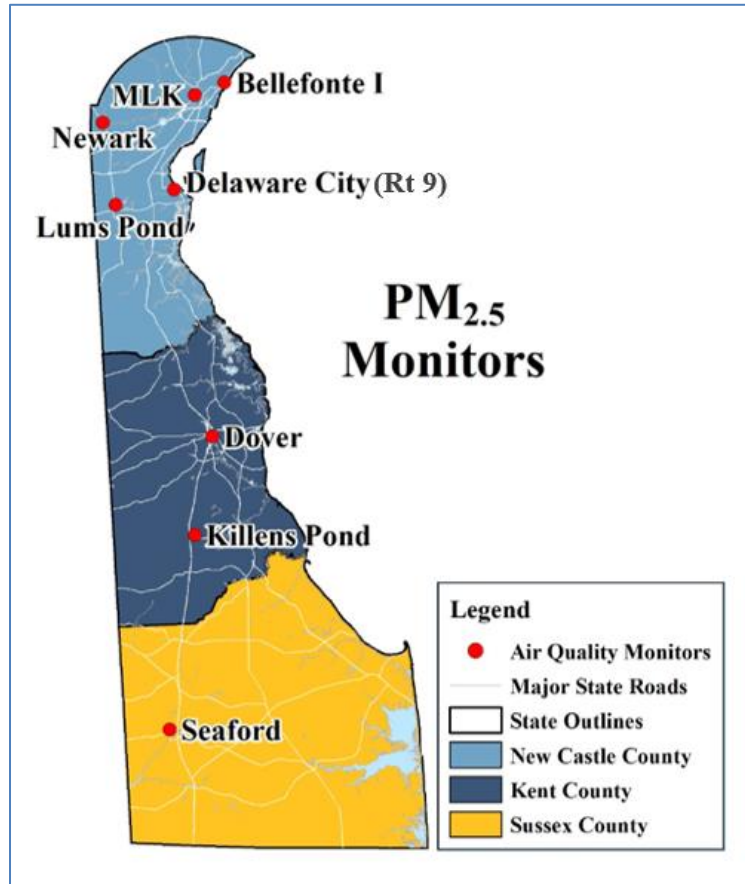 MLK
Bellefonte I
Newark
Delaware City (Rt 9)
Lums Pond
PM₂.₅
Monitors
Dover
Killens Pond
Seaford
Legend
Air Quality Monitors
Major State Roads
State Outlines
New Castle County
Kent County
Sussex County